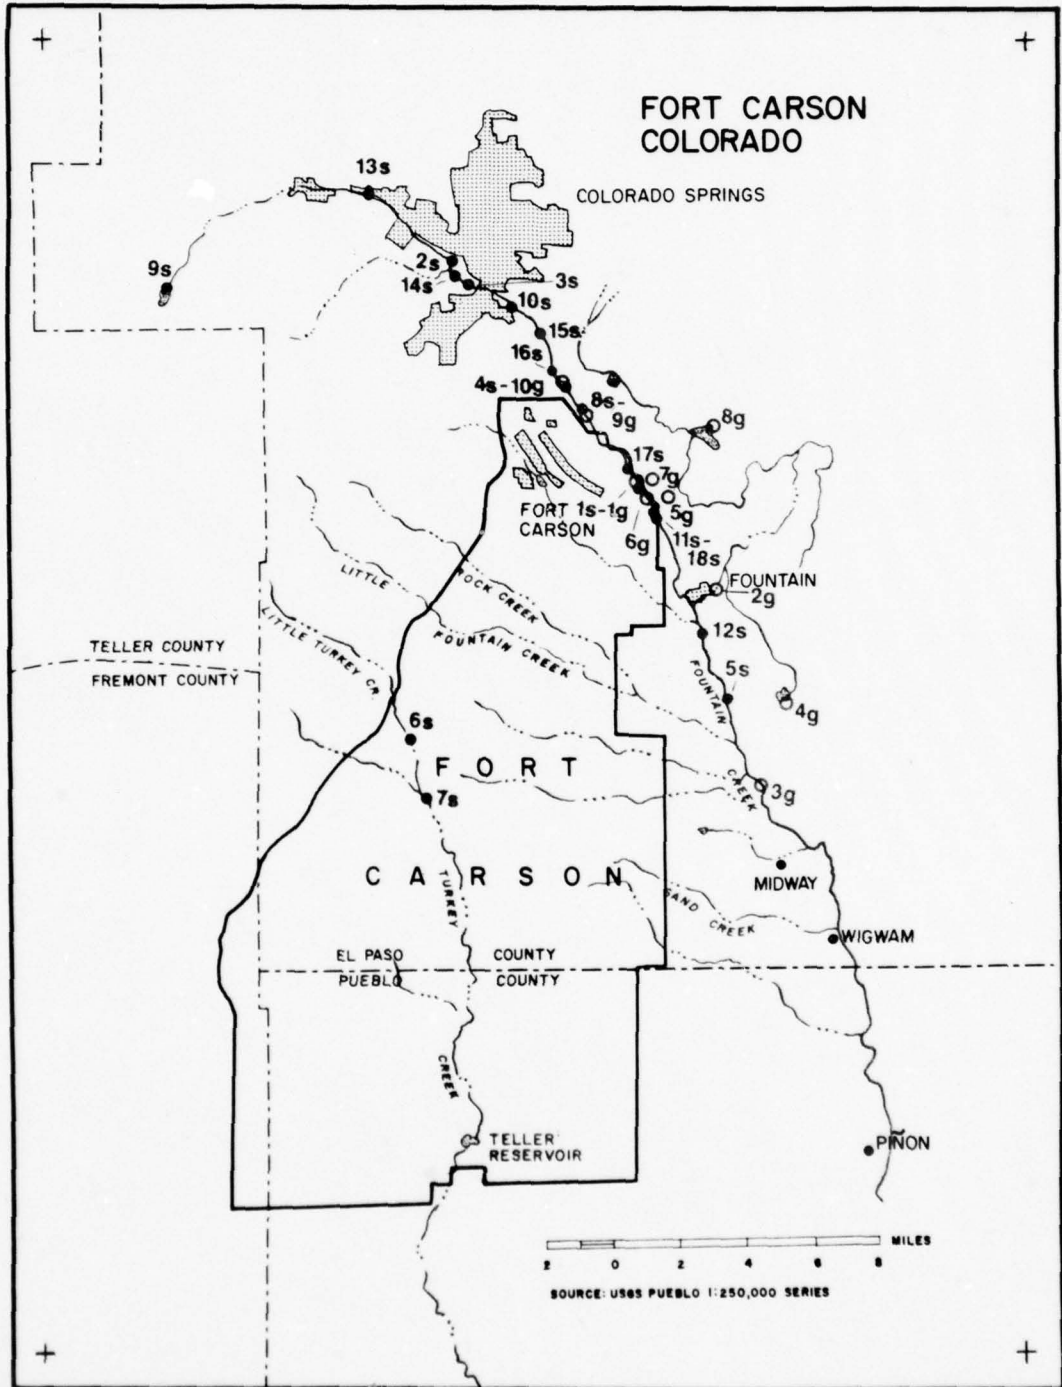 FORT CARSON
COLORADO
13s
COLORADO SPRINGS
9s
2s
14s
3s
10s
15s
16s
4s-10g
8s-
9g
8g
17s
7g
1s-1g
5g
6g
11s-
18s
FORT
CARSON
FOUNTAIN
2g
ROCK CREEK
LITTLE
FOUNTAIN CREEK
LITTLE TURKEY CR.
12s
TELLER COUNTY
FREMONT COUNTY
5s
FOUNTAIN
CREEK
4g
6s
FORT
3g
7s
CARSON
MIDWAY
TURKEY
CREEK
SAND CREEK
WIGWAM
EL PASO COUNTY
PUEBLO COUNTY
TELLER
RESERVOIR
PIÑON
MILES
2 0 2 4 6 8
SOURCE: USGS PUEBLO 1:250,000 SERIES